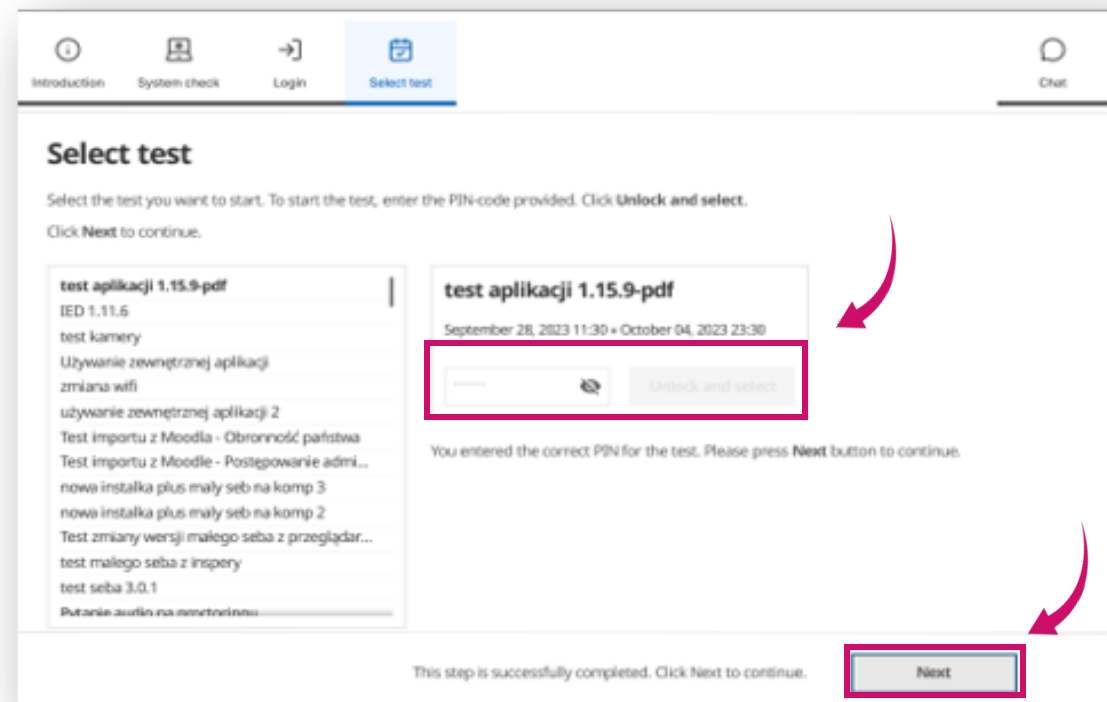 Introduction
System check
Login
Select test
Chat
Select test
Select the test you want to start. To start the test, enter the PIN-code provided. Click Unlock and select.
Click Next to continue.
test aplikacji 1.15.9-pdf
IED 1.11.6
test kamery
Używanie zewnętrznej aplikacji
zmiana wifi
używanie zewnętrznej aplikacji 2
Test importu z Moodla - Obronność państwa
Test importu z Moodle - Postępowanie admi...
nowa instalka plus maly seb na komp 3
nowa instalka plus maly seb na komp 2
Test zmiany wersji małego seba z przeglądar...
test malego seba z inspery
test seba 3.0.1
Pytanie audio na proctoringu
test aplikacji 1.15.9-pdf
September 28, 2023 11:30 • October 04, 2023 23:30
Unlock and select
You entered the correct PIN for the test. Please press Next button to continue.
This step is successfully completed. Click Next to continue.
Next